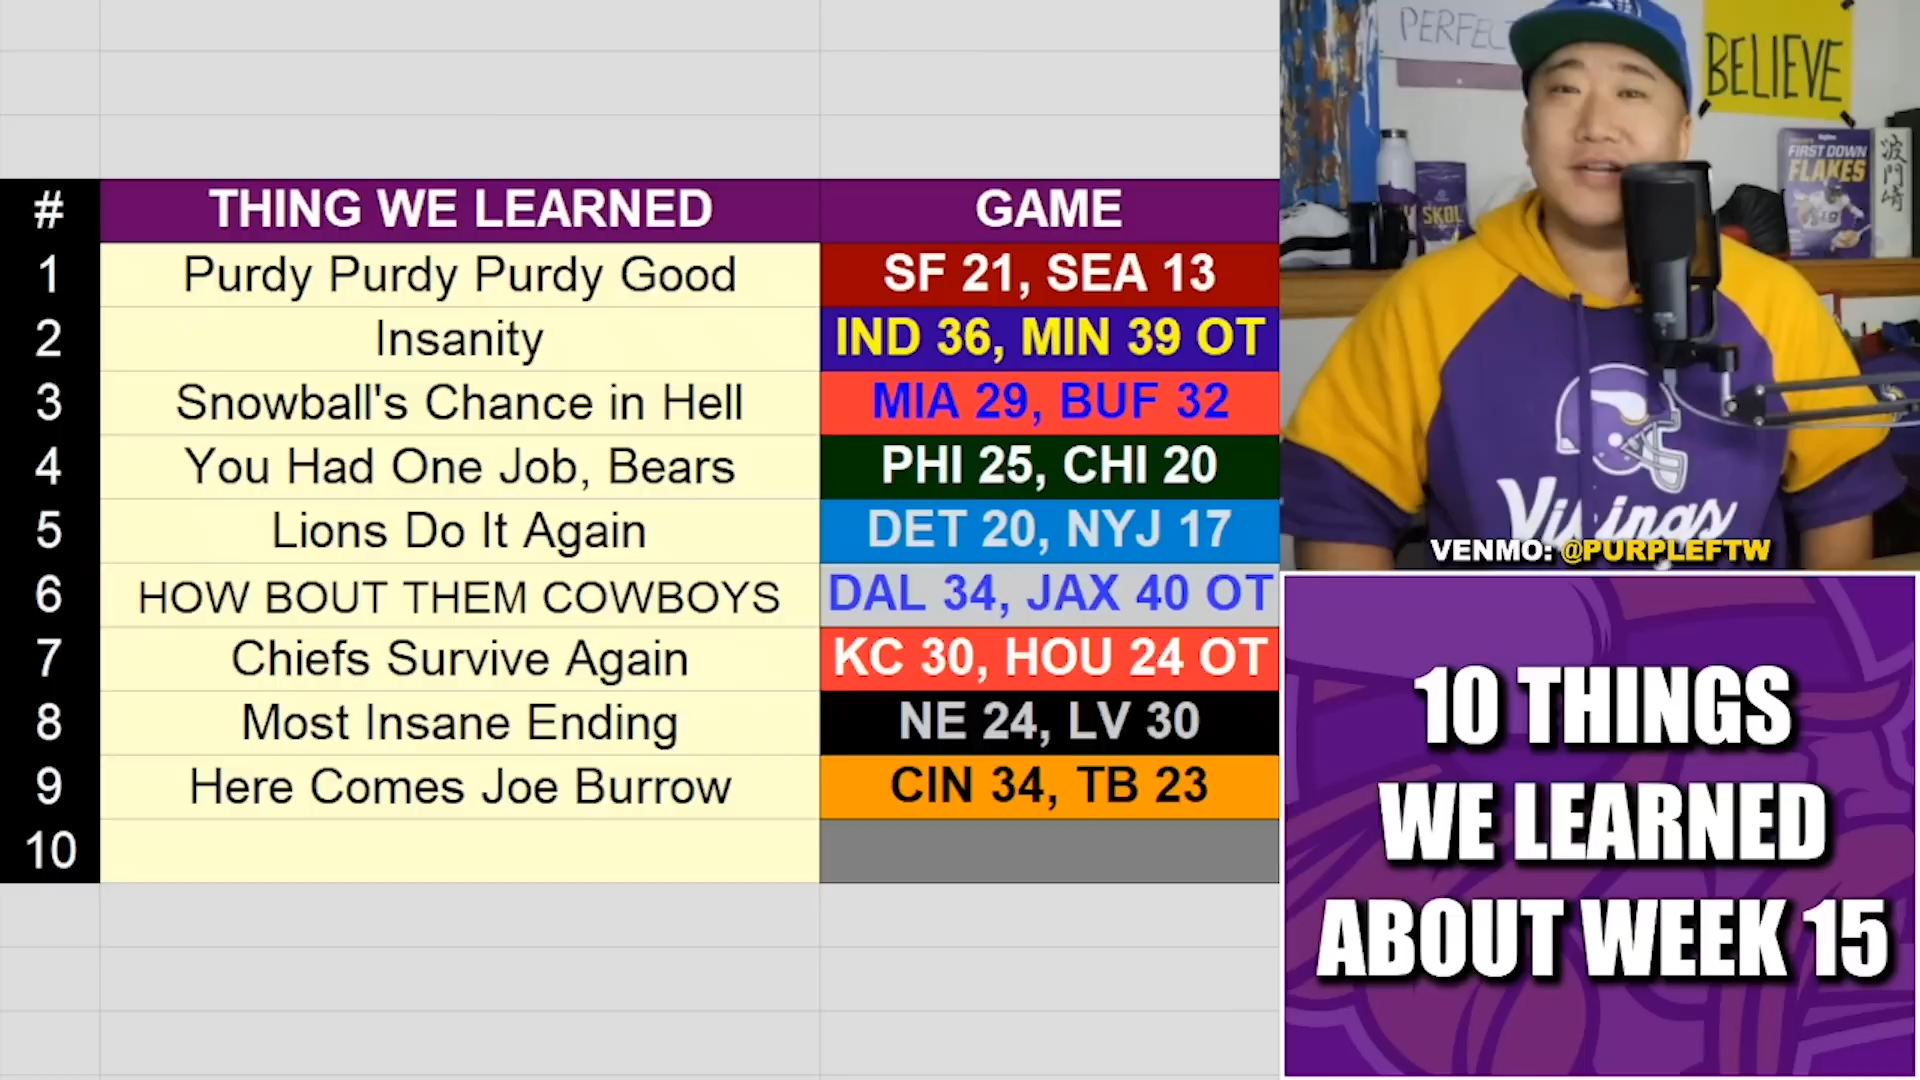 # THING WE LEARNED GAME
1 Purdy Purdy Purdy Good SF 21, SEA 13
2 Insanity IND 36, MIN 39 OT
3 Snowball's Chance in Hell MIA 29, BUF 32
4 You Had One Job, Bears PHI 25, CHI 20
5 Lions Do It Again DET 20, NYJ 17
6 HOW BOUT THEM COWBOYS DAL 34, JAX 40 OT
7 Chiefs Survive Again KC 30, HOU 24 OT
8 Most Insane Ending NE 24, LV 30
9 Here Comes Joe Burrow CIN 34, TB 23
10
BELIEVE
FIRST DOWN
FLAKES
SKOL
Vikings
VENMO: @PURPLEFTW
10 THINGS
WE LEARNED
ABOUT WEEK 15